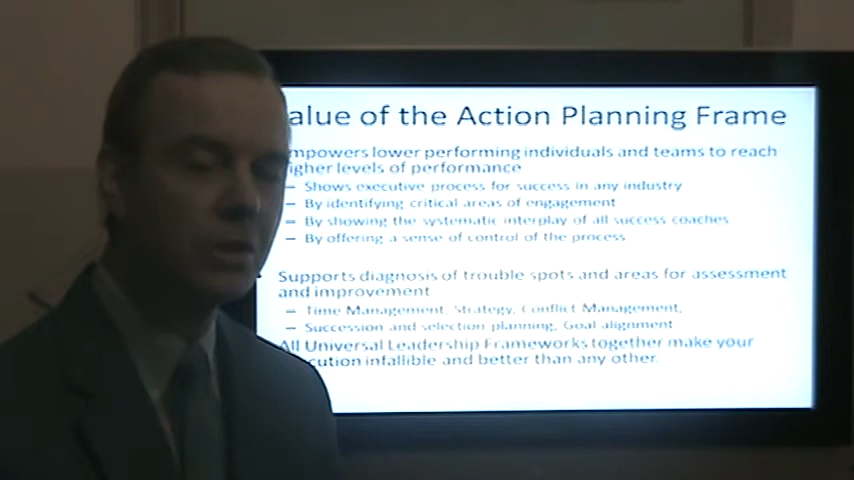 alue of the Action Planning Frame
mpowers lower performing individuals and teams to reach
igher levels of performance
– Shows executive process for success in any industry
– By identifying critical areas of engagement
– By showing the systematic interplay of all success coaches
– By offering a sense of control of the process
Supports diagnosis of trouble spots and areas for assessment
and improvement
– Time Management, Strategy, Conflict Management,
– Succession and selection planning, Goal alignment
All Universal Leadership Frameworks together make your
cution infallible and better than any other.